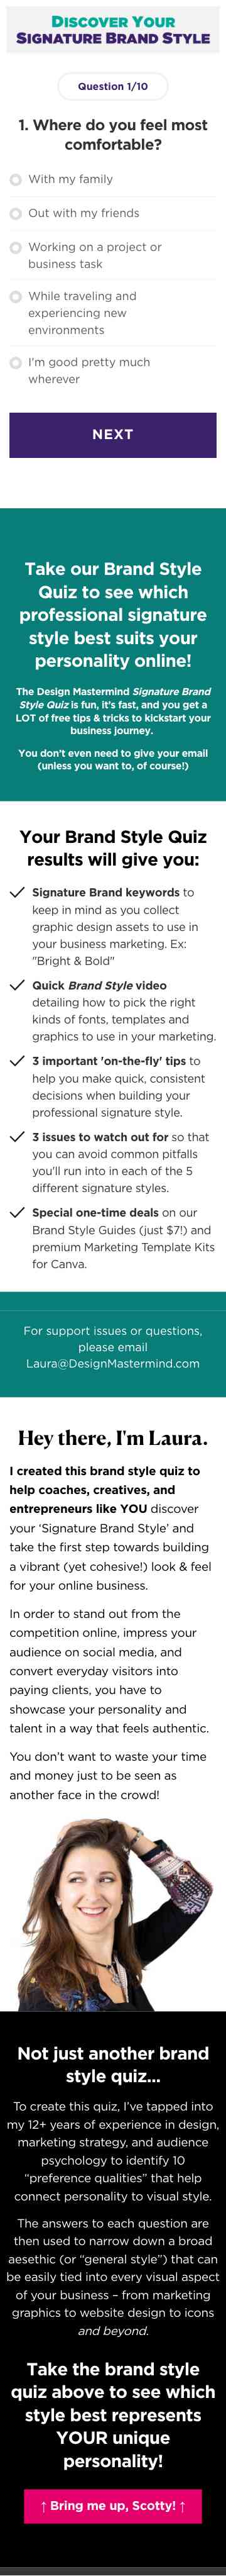 DISCOVER YOUR
SIGNATURE BRAND STYLE
Question 1/10
1. Where do you feel most
comfortable?
With my family
Out with my friends
Working on a project or
business task
While traveling and
experiencing new
environments
I'm good pretty much
wherever
NEXT
Take our Brand Style
Quiz to see which
professional signature
style best suits your
personality online!
The Design Mastermind Signature Brand
Style Quiz is fun, it's fast, and you get a
LOT of free tips & tricks to kickstart your
business journey.
You don't even need to give your email
(unless you want to, of course!)
Your Brand Style Quiz
results will give you:
Signature Brand keywords to
keep in mind as you collect
graphic design assets to use in
your business marketing. Ex:
"Bright & Bold"
Quick Brand Style video
detailing how to pick the right
kinds of fonts, templates and
graphics to use in your marketing.
3 important 'on-the-fly' tips to
help you make quick, consistent
decisions when building your
professional signature style.
3 issues to watch out for so that
you can avoid common pitfalls
you'll run into in each of the 5
different signature styles.
Special one-time deals on our
Brand Style Guides (just $7!) and
premium Marketing Template Kits
for Canva.
For support issues or questions,
please email
Laura@DesignMastermind.com
Hey there, I'm Laura.
I created this brand style quiz to
help coaches, creatives, and
entrepreneurs like YOU discover
your ‘Signature Brand Style’ and
take the first step towards building
a vibrant (yet cohesive!) look & feel
for your online business.
In order to stand out from the
competition online, impress your
audience on social media, and
convert everyday visitors into
paying clients, you have to
showcase your personality and
talent in a way that feels authentic.
You don’t want to waste your time
and money just to be seen as
another face in the crowd!
Not just another brand
style quiz...
To create this quiz, I've tapped into
my 12+ years of experience in design,
marketing strategy, and audience
psychology to identify 10
“preference qualities” that help
connect personality to visual style.
The answers to each question are
then used to narrow down a broad
aesethic (or “general style”) that can
be easily tied into every visual aspect
of your business – from marketing
graphics to website design to icons
and beyond.
Take the brand style
quiz above to see which
style best represents
YOUR unique
personality!
↑ Bring me up, Scotty! ↑